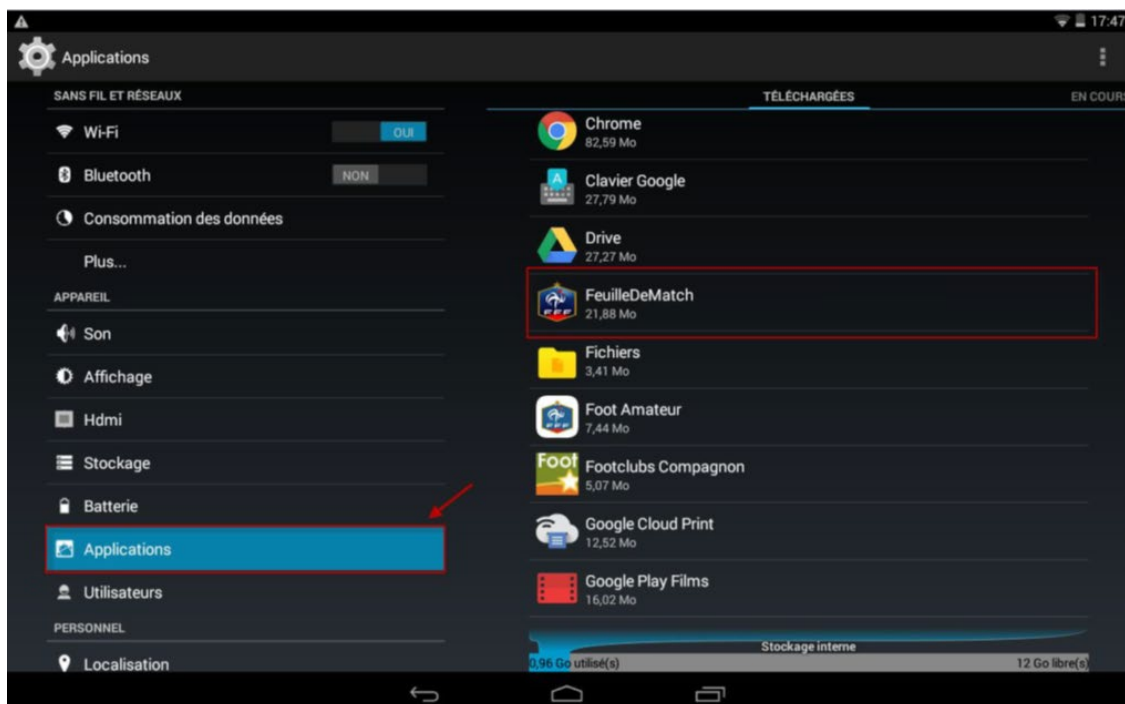 17:47
Applications
SANS FIL ET RÉSEAUX
Wi-Fi OUI
Bluetooth NON
Consommation des données
Plus...
APPAREIL
Son
Affichage
Hdmi
Stockage
Batterie
Applications
Utilisateurs
PERSONNEL
Localisation
TÉLÉCHARGÉES EN COURS
Chrome
82,59 Mo
Clavier Google
27,79 Mo
Drive
27,27 Mo
FeuilleDeMatch
21,88 Mo
FFF
Fichiers
3,41 Mo
Foot Amateur
7,44 Mo
Foot
Footclubs Compagnon
5,07 Mo
Google Cloud Print
12,52 Mo
Google Play Films
16,02 Mo
Stockage interne
0,96 Go utilisé(s) 12 Go libre(s)